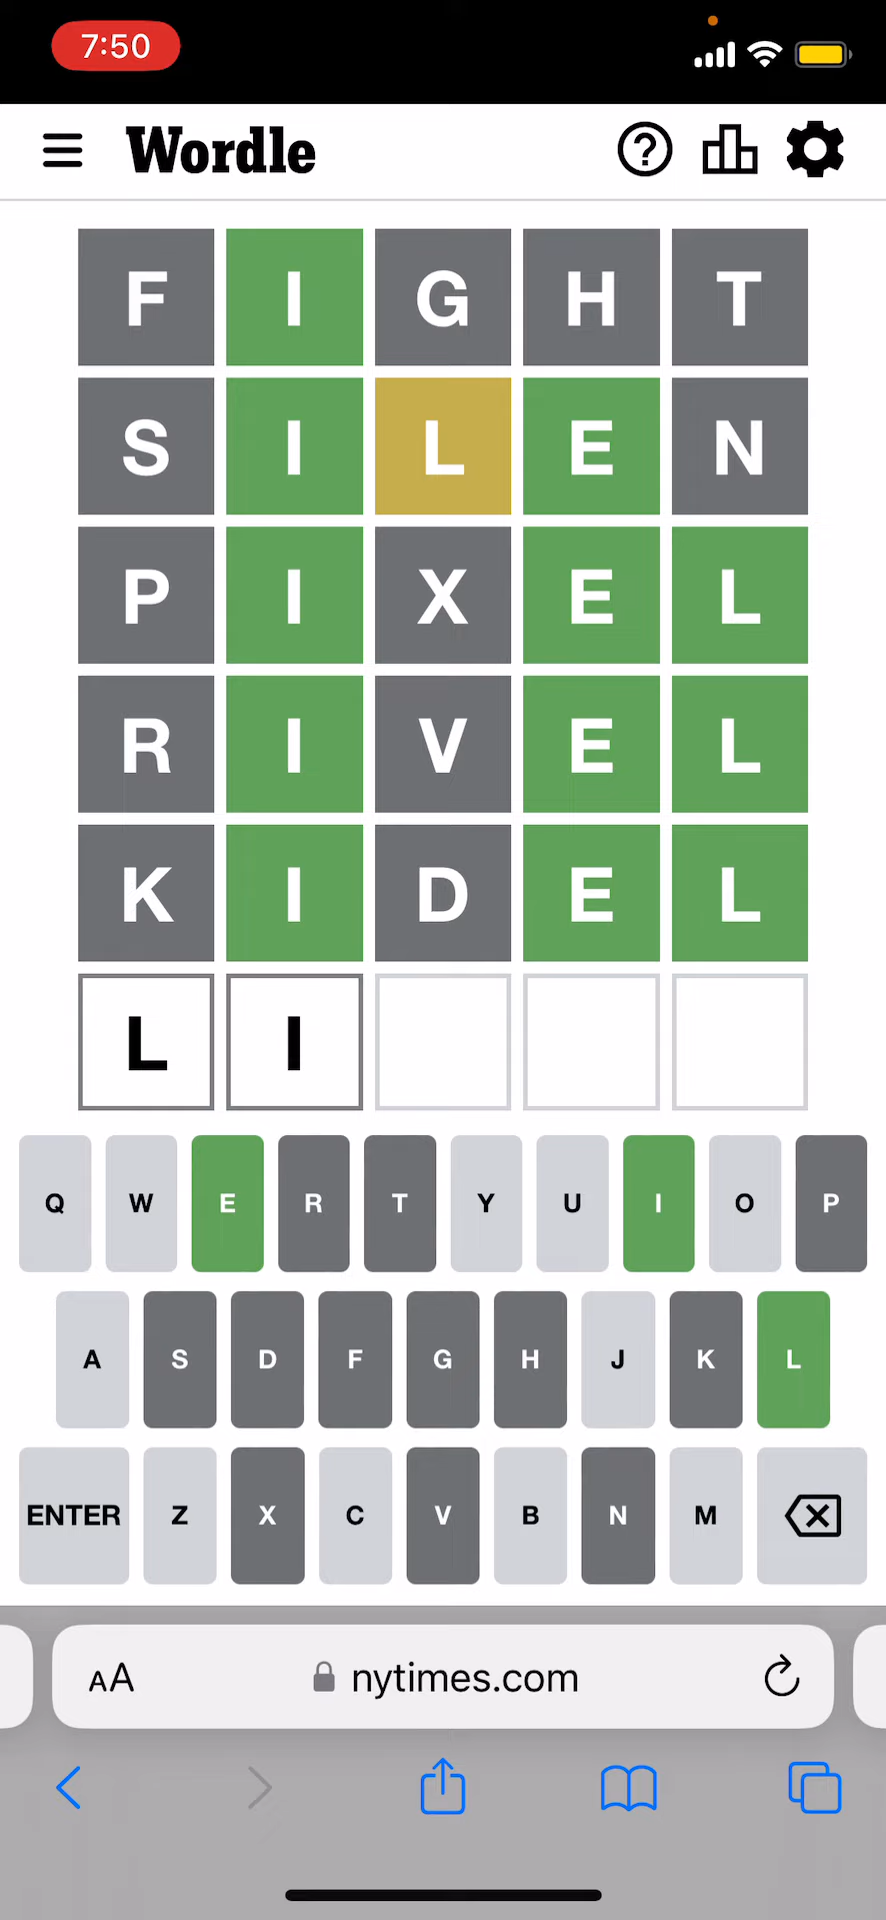 7:50
Wordle
F I G H T
S I L E N
P I X E L
R I V E L
K I D E L
L I
Q W E R T Y U I O P
A S D F G H J K L
ENTER Z X C V B N M
AA nytimes.com